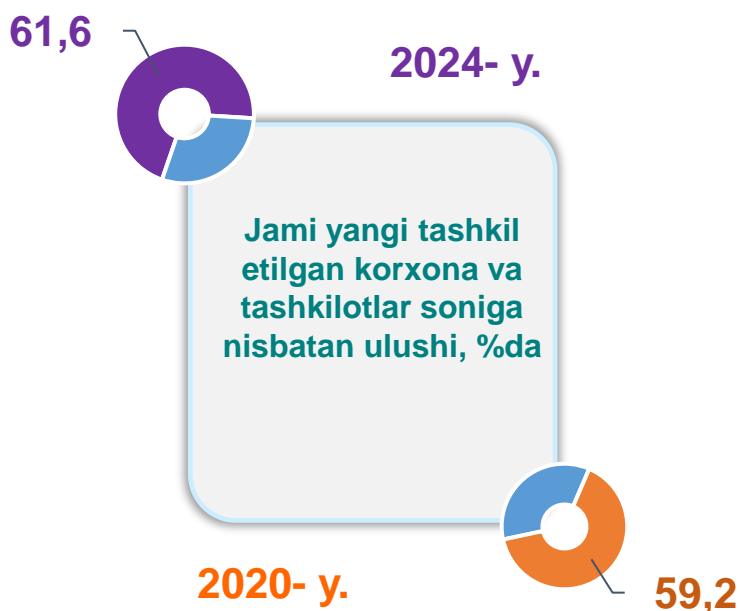 61,6
2024- y.
Jami yangi tashkil
etilgan korxona va
tashkilotlar soniga
nisbatan ulushi, %da
2020- y.
59,2